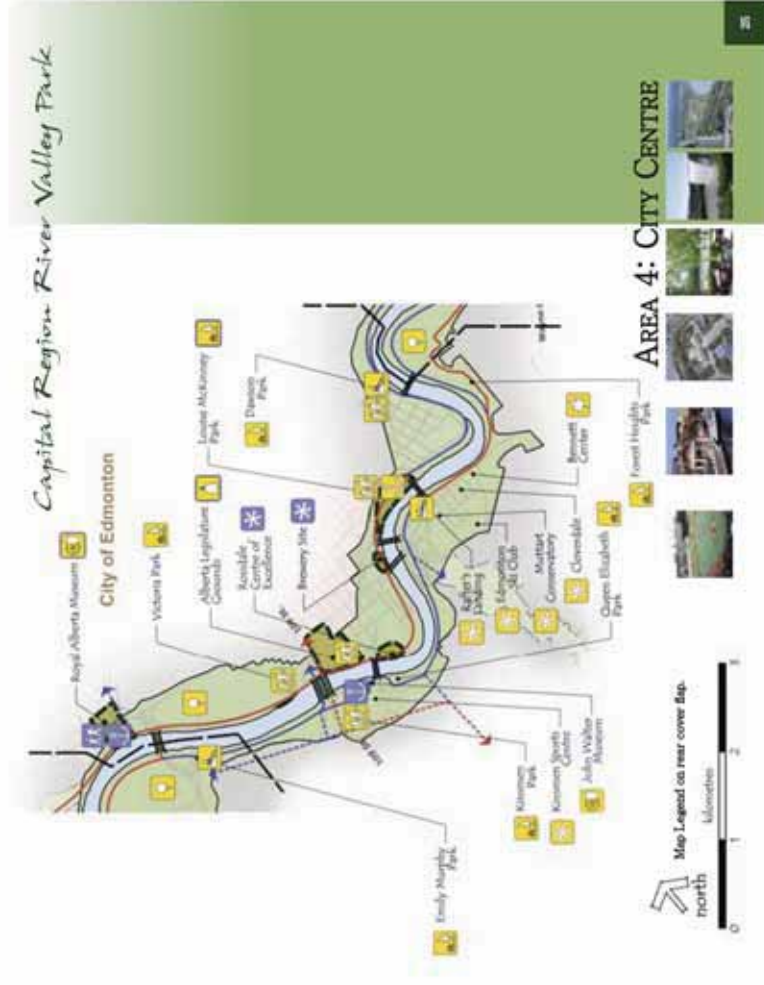 Capital Region River Valley Park
City of Edmonton
Royal Alberta Museum
Victoria Park
Alberta Legislature
Grounds
Rossdale
Centre of
Excellence
Brewery Site
Louise McKinney
Park
Dawson
Park
Emily Murphy
Park
Kinsmen
Park
Kinsmen Sports
Centre
John Walter
Museum
Queen Elizabeth
Park
Rafter's
Landing
Edmonton
Ski Club
Muttart
Conservatory
Cloverdale
Bennett
Center
Forest Heights
Park
north
Map Legend on rear cover flap.
0 1 2 3
kilometres
AREA 4: CITY CENTRE